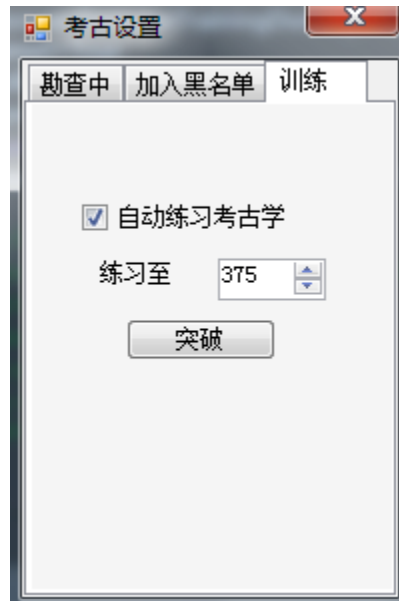 考古设置
勘查中 加入黑名单 训练
自动练习考古学
练习至 375
突破